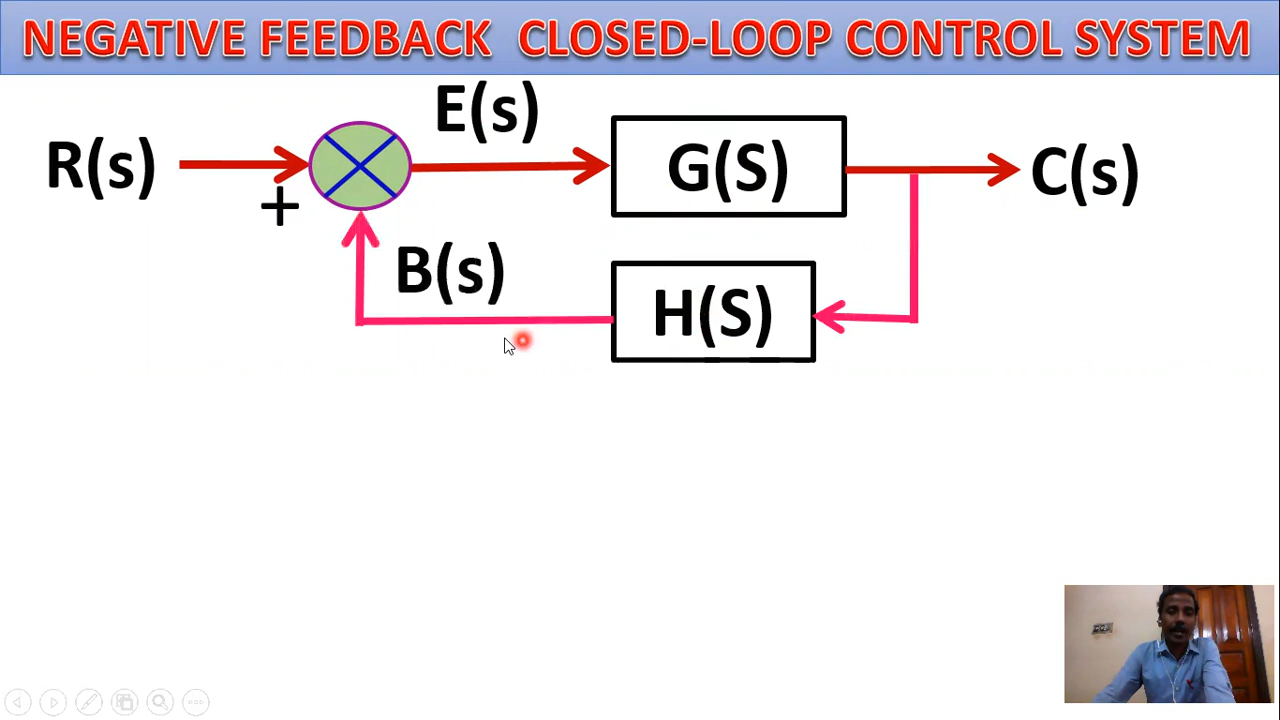 NEGATIVE FEEDBACK CLOSED-LOOP CONTROL SYSTEM
E(s)
R(s)
G(S)
C(s)
+
B(s)
H(S)